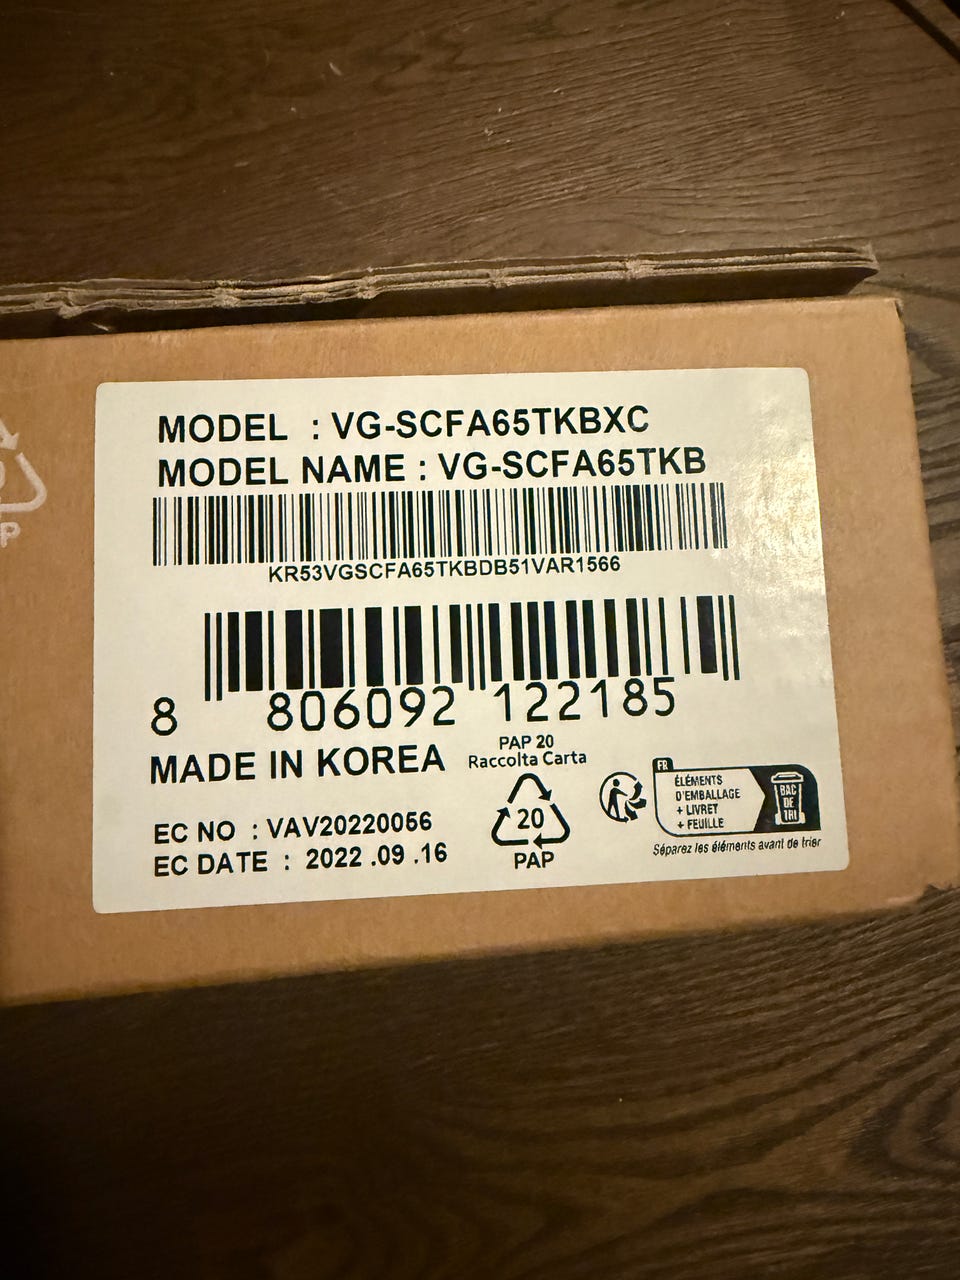 MODEL : VG-SCFA65TKBXC
MODEL NAME : VG-SCFA65TKB
KR53VGSCFA65TKBDB51VAR1566
8 806092 122185
MADE IN KOREA
PAP 20
Raccolta Carta
20
PAP
EC NO : VAV20220056
EC DATE : 2022 .09 .16
FR
ÉLÉMENTS
D'EMBALLAGE
+ LIVRET
+ FEUILLE
BAC
DE
TRI
Séparez les éléments avant de trier
P